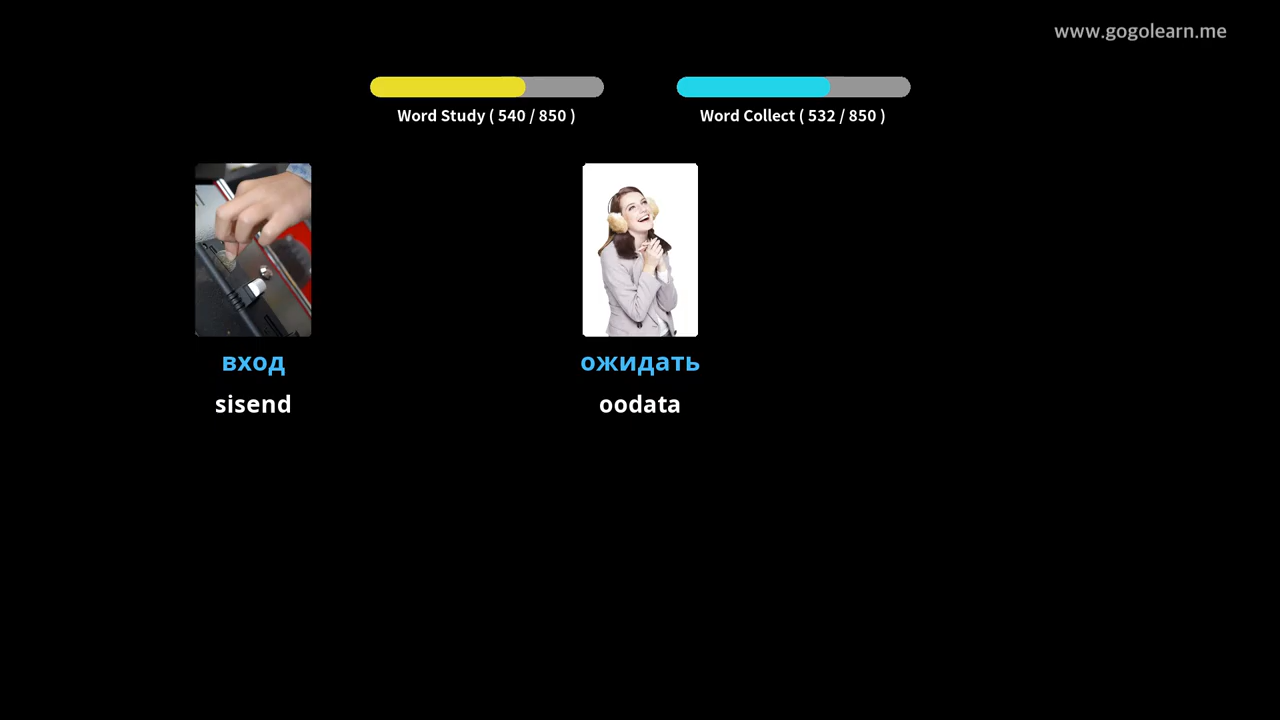 www.gogolearn.me
Word Study ( 540 / 850 )
Word Collect ( 532 / 850 )
вход
ожидать
sisend
oodata